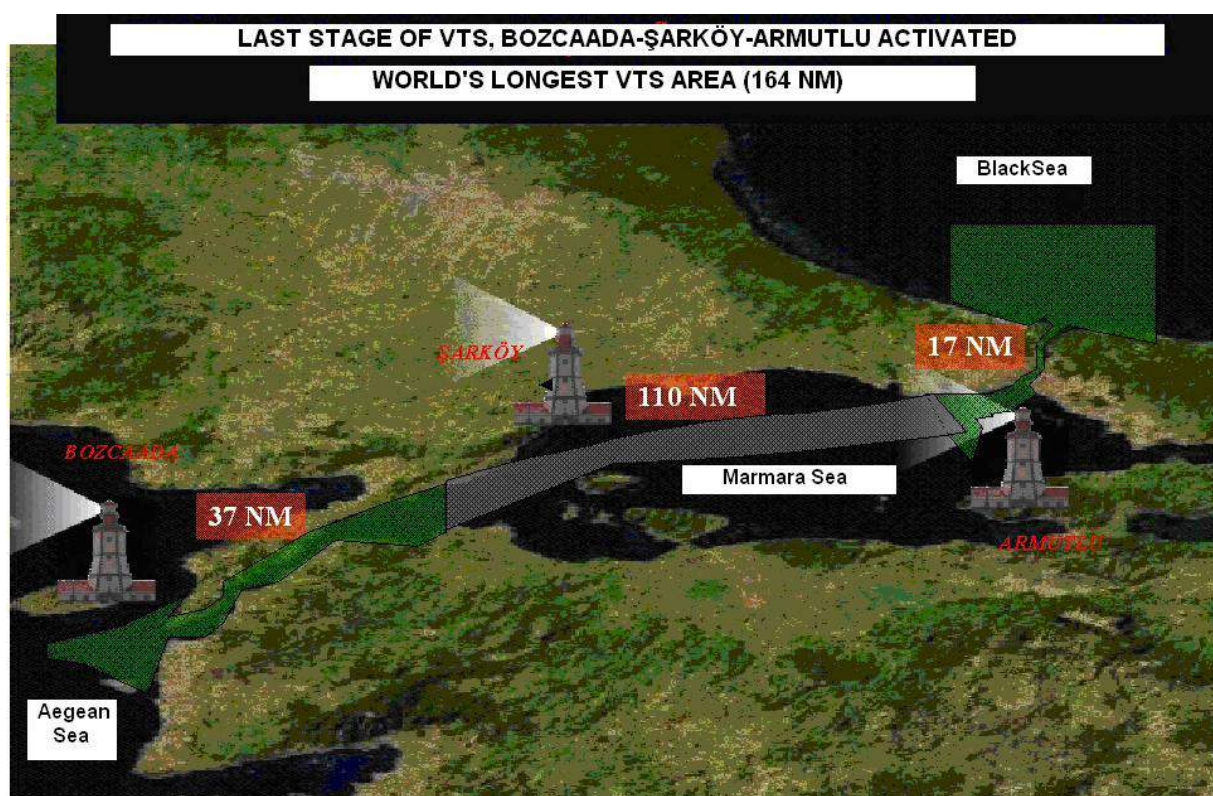 LAST STAGE OF VTS, BOZCAADA-ŞARKÖY-ARMUTLU ACTIVATED
WORLD'S LONGEST VTS AREA (164 NM)
BlackSea
17 NM
ŞARKÖY
110 NM
BOZCAADA
Marmara Sea
37 NM
ARMUTLU
Aegean
Sea